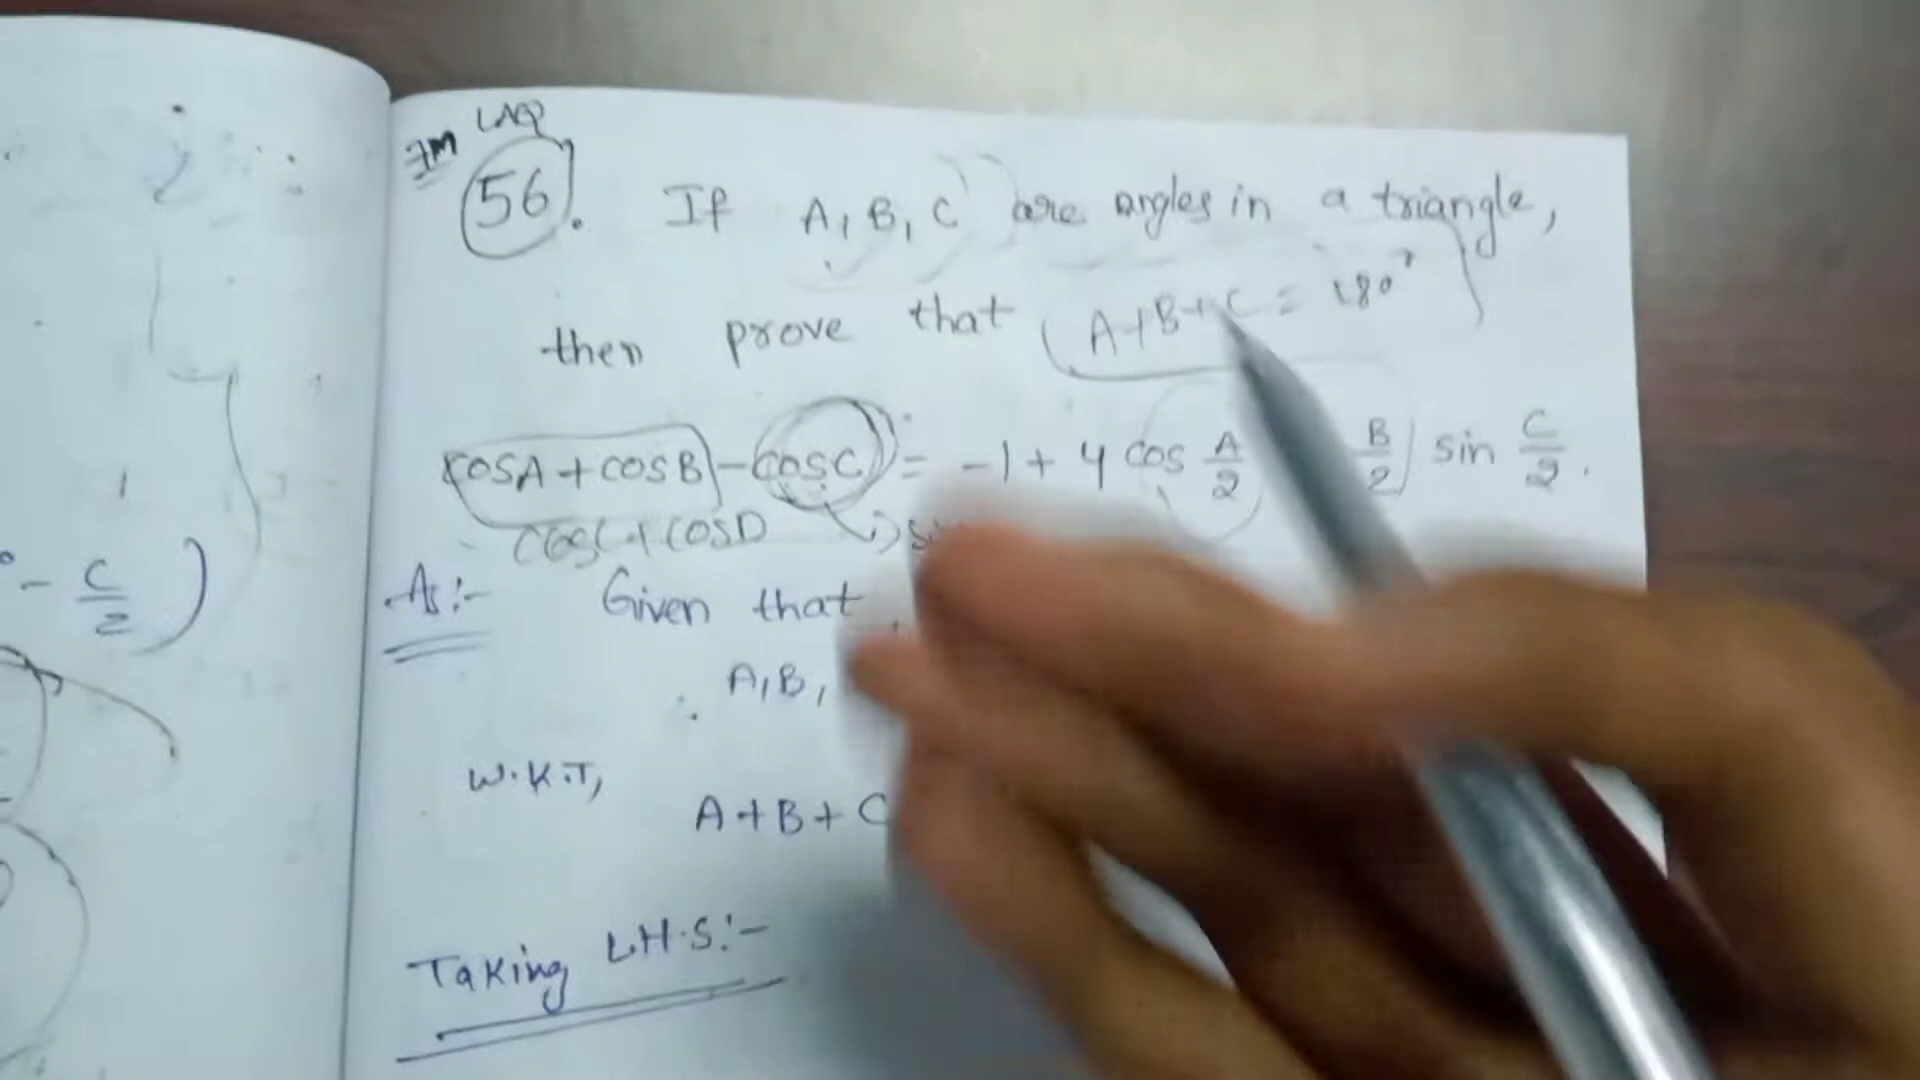 - C/2 )
7M LAQ
56. If A, B, C are angles in a triangle,
then prove that (A+B+C = 180°)
cosA + cosB - cosC = -1 + 4 cos A/2 B/2 sin C/2.
cosC + cosD
As:- Given that
A, B,
W.K.T,
A+B+C
Taking L.H.S:-